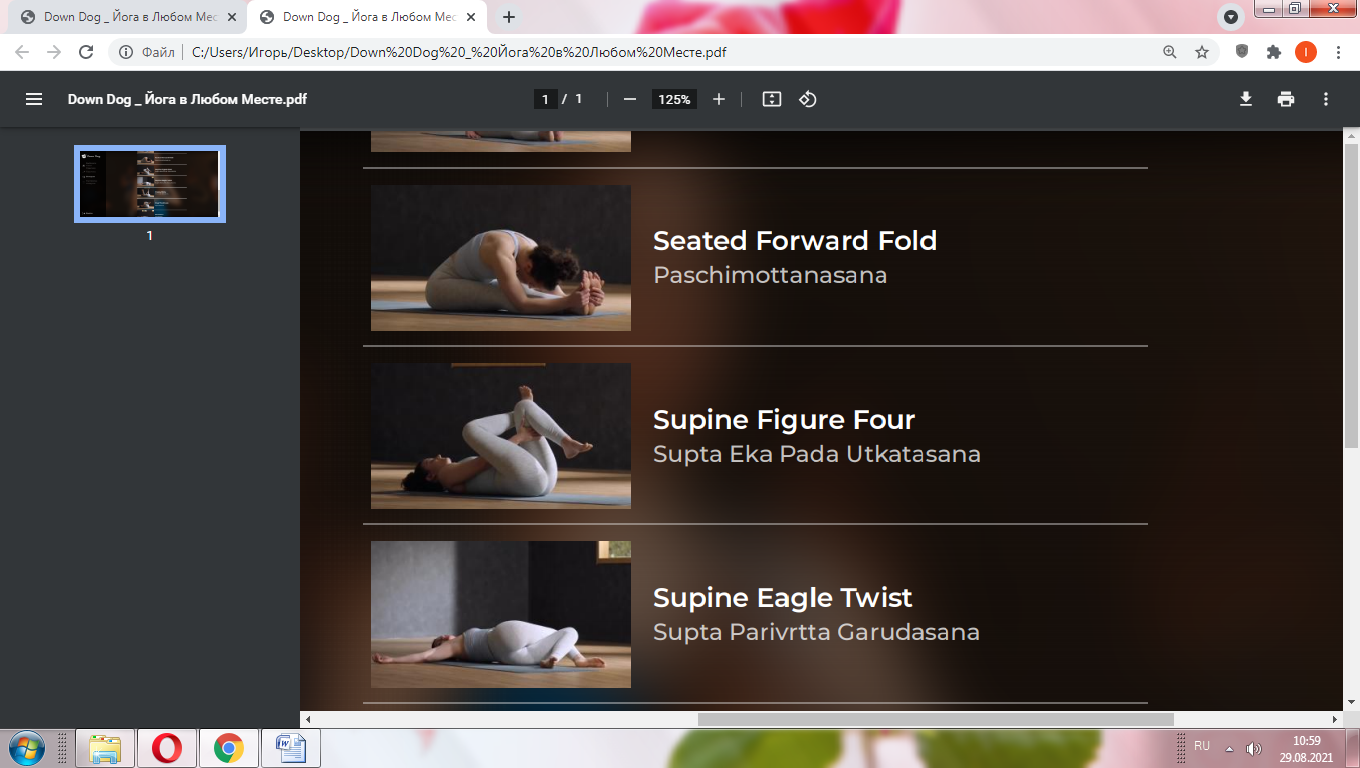 Down Dog _ Йога в Любом Мес
Down Dog _ Йога в Любом Мес
Файл
C:/Users/Игорь/Desktop/Down%20Dog%20_%20Йога%20в%20Любом%20Месте.pdf
I
Down Dog _ Йога в Любом Месте.pdf
1 / 1
125%
1
Seated Forward Fold
Paschimottanasana
Supine Figure Four
Supta Eka Pada Utkatasana
Supine Eagle Twist
Supta Parivrtta Garudasana
RU
10:59
29.08.2021